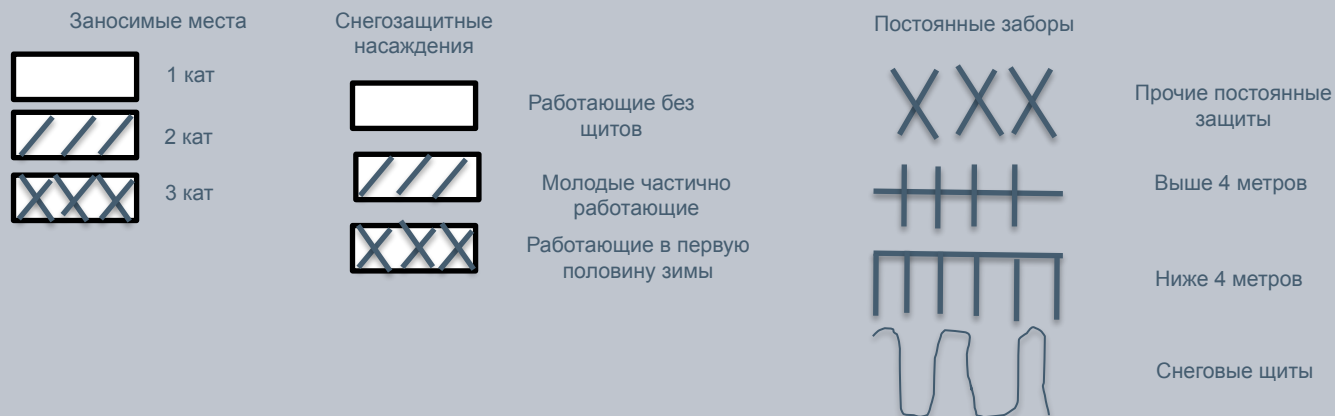 Заносимые места
1 кат
2 кат
3 кат
Снегозащитные
насаждения
Работающие без
щитов
Молодые частично
работающие
Работающие в первую
половину зимы
Постоянные заборы
Прочие постоянные
защиты
Выше 4 метров
Ниже 4 метров
Снеговые щиты